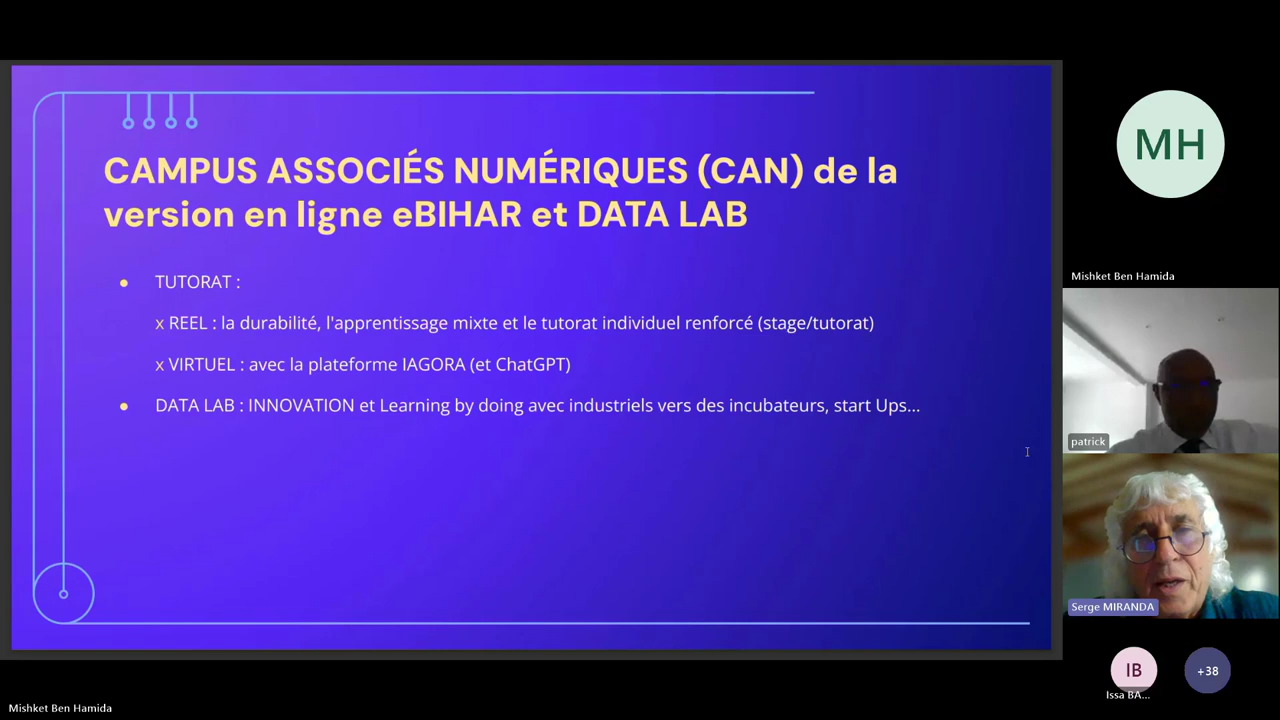 CAMPUS ASSOCIÉS NUMÉRIQUES (CAN) de la
version en ligne eBIHAR et DATA LAB
• TUTORAT :
x REEL : la durabilité, l'apprentissage mixte et le tutorat individuel renforcé (stage/tutorat)
x VIRTUEL : avec la plateforme IAGORA (et ChatGPT)
• DATA LAB : INNOVATION et Learning by doing avec industriels vers des incubateurs, start Ups...
MH
Mishket Ben Hamida
patrick
Serge MIRANDA
IB
+38
Issa BA...
Mishket Ben Hamida